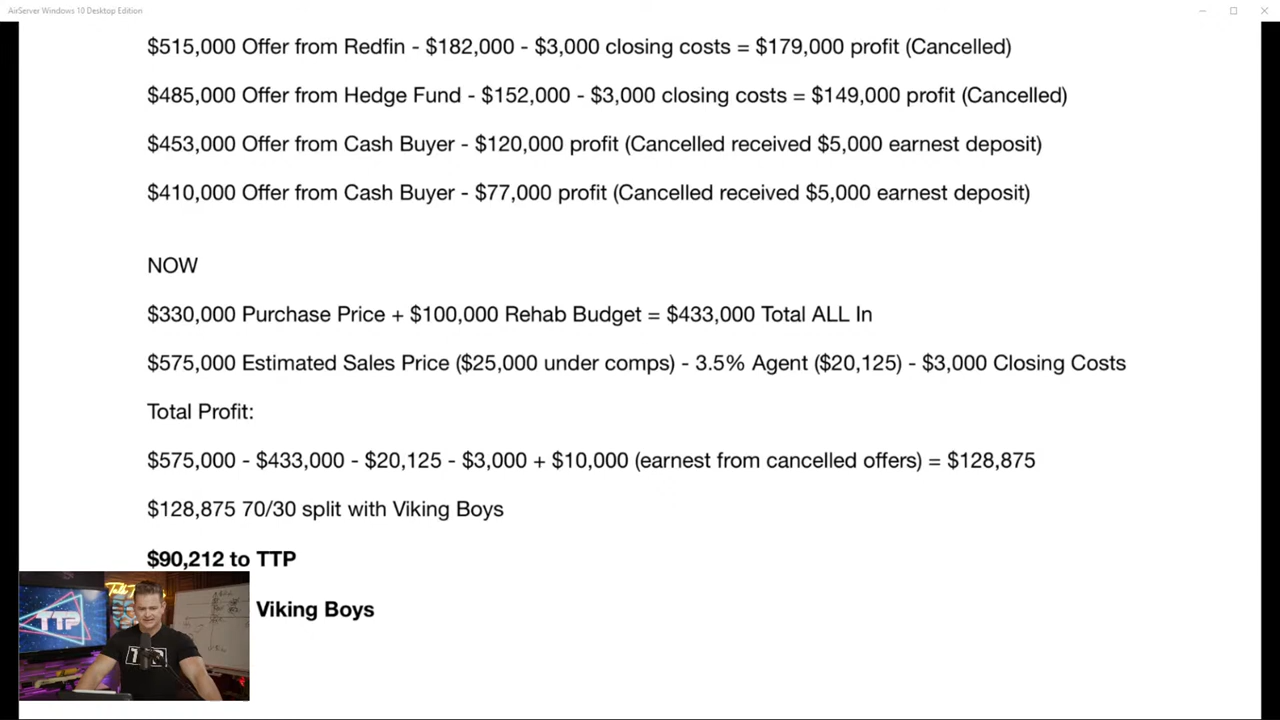 AirServer Windows 10 Desktop Edition
$515,000 Offer from Redfin - $182,000 - $3,000 closing costs = $179,000 profit (Cancelled)
$485,000 Offer from Hedge Fund - $152,000 - $3,000 closing costs = $149,000 profit (Cancelled)
$453,000 Offer from Cash Buyer - $120,000 profit (Cancelled received $5,000 earnest deposit)
$410,000 Offer from Cash Buyer - $77,000 profit (Cancelled received $5,000 earnest deposit)
NOW
$330,000 Purchase Price + $100,000 Rehab Budget = $433,000 Total ALL In
$575,000 Estimated Sales Price ($25,000 under comps) - 3.5% Agent ($20,125) - $3,000 Closing Costs
Total Profit:
$575,000 - $433,000 - $20,125 - $3,000 + $10,000 (earnest from cancelled offers) = $128,875
$128,875 70/30 split with Viking Boys
$90,212 to TTP
Viking Boys
TTP